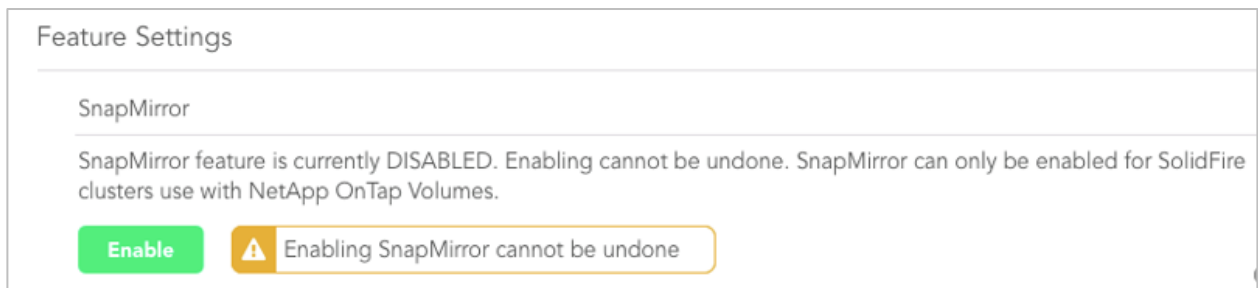 Feature Settings
SnapMirror
SnapMirror feature is currently DISABLED. Enabling cannot be undone. SnapMirror can only be enabled for SolidFire
clusters use with NetApp OnTap Volumes.
Enable
Enabling SnapMirror cannot be undone